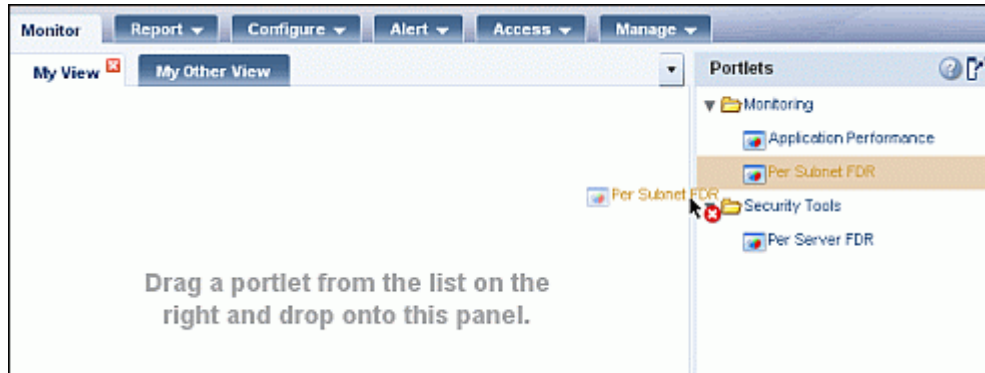 Monitor Report Configure Alert Access Manage
My View My Other View Portlets
Monitoring
Application Performance
Per Subnet FDR
Per Subnet FDR
Security Tools
Per Server FDR
Drag a portlet from the list on the
right and drop onto this panel.